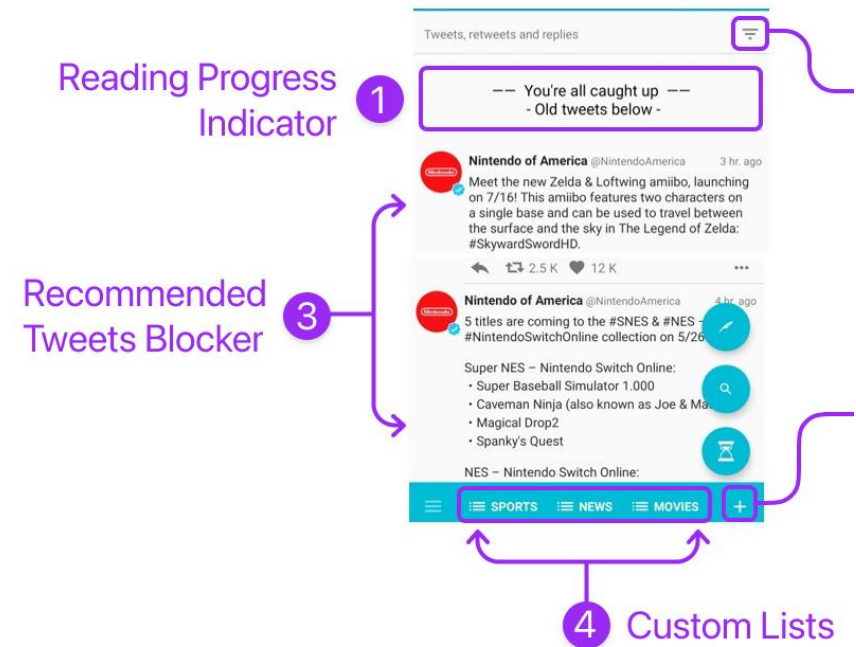 Tweets, retweets and replies
Reading Progress
Indicator
1
—— You're all caught up ——
- Old tweets below -
Nintendo of America @NintendoAmerica 3 hr. ago
Nintendo
Meet the new Zelda & Loftwing amiibo, launching
on 7/16! This amiibo features two characters on
a single base and can be used to travel between
the surface and the sky in The Legend of Zelda:
#SkywardSwordHD.
2.5 K 12 K
Recommended
Tweets Blocker
3
Nintendo of America @NintendoAmerica 4 hr. ago
Nintendo
5 titles are coming to the #SNES & #NES –
#NintendoSwitchOnline collection on 5/26
Super NES – Nintendo Switch Online:
• Super Baseball Simulator 1.000
• Caveman Ninja (also known as Joe & Ma
• Magical Drop2
• Spanky's Quest
NES – Nintendo Switch Online:
SPORTS NEWS MOVIES
4 Custom Lists